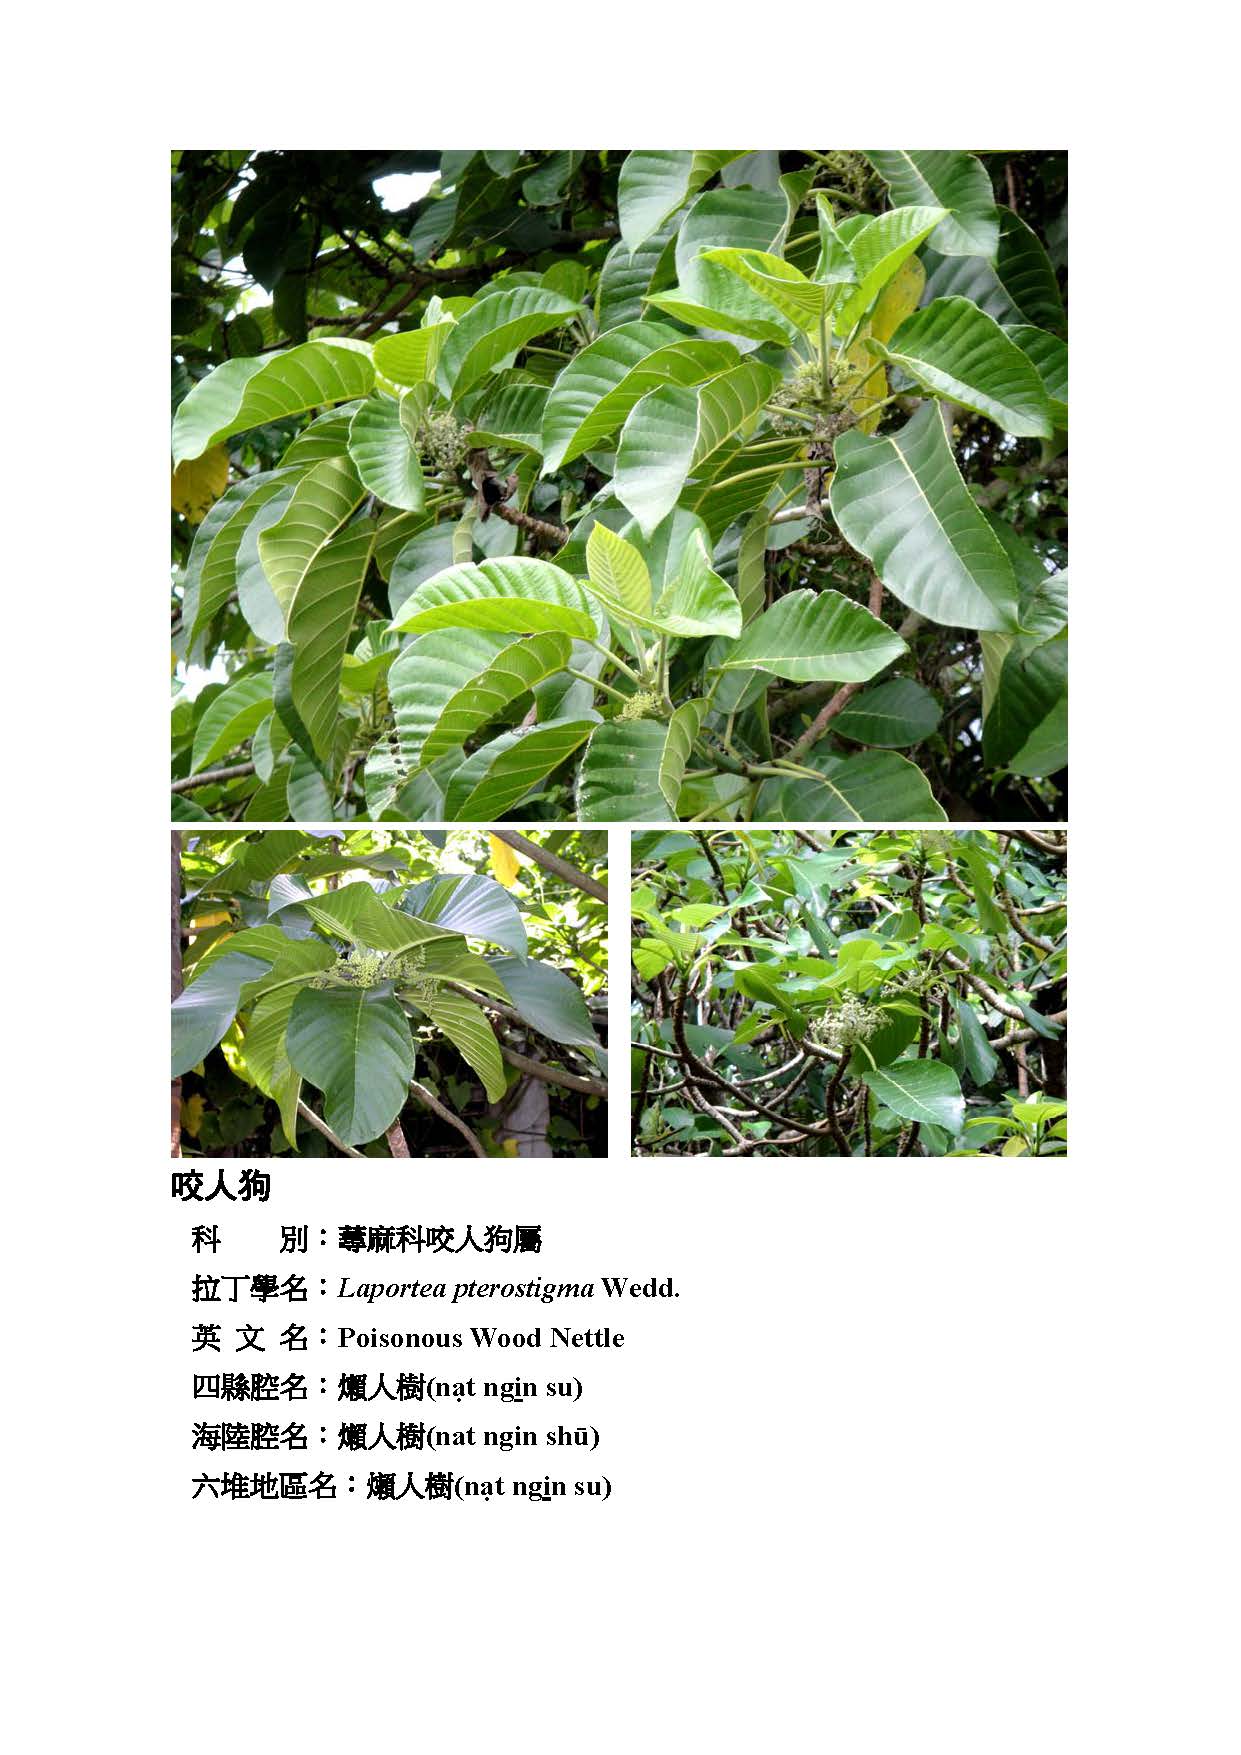 咬人狗
科　　別：蕁麻科咬人狗屬
拉丁學名：Laportea pterostigma Wedd.
英 文 名：Poisonous Wood Nettle
四縣腔名：爛人樹(nạt ngi̲n su)
海陸腔名：爛人樹(nat ngin shū)
六堆地區名：爛人樹(nạt ngi̲n su)